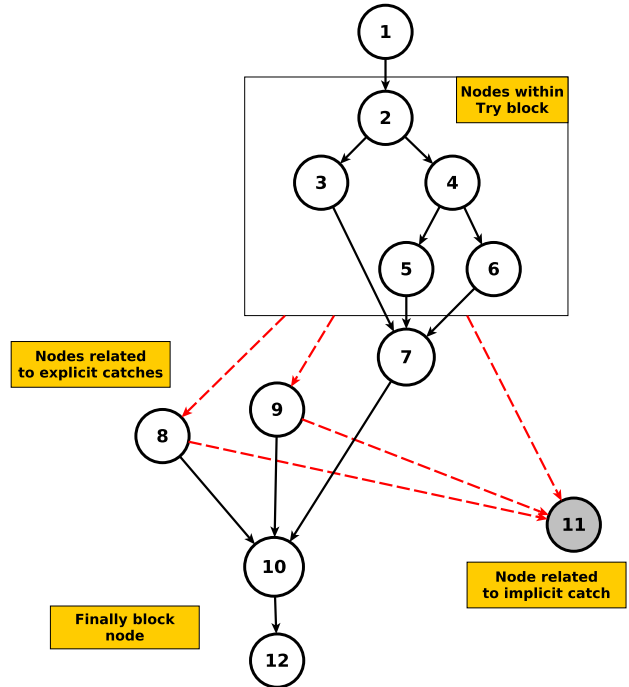 1
Nodes within
Try block
2
3
4
5
6
7
Nodes related
to explicit catches
9
8
11
10
Node related
to implicit catch
Finally block
node
12